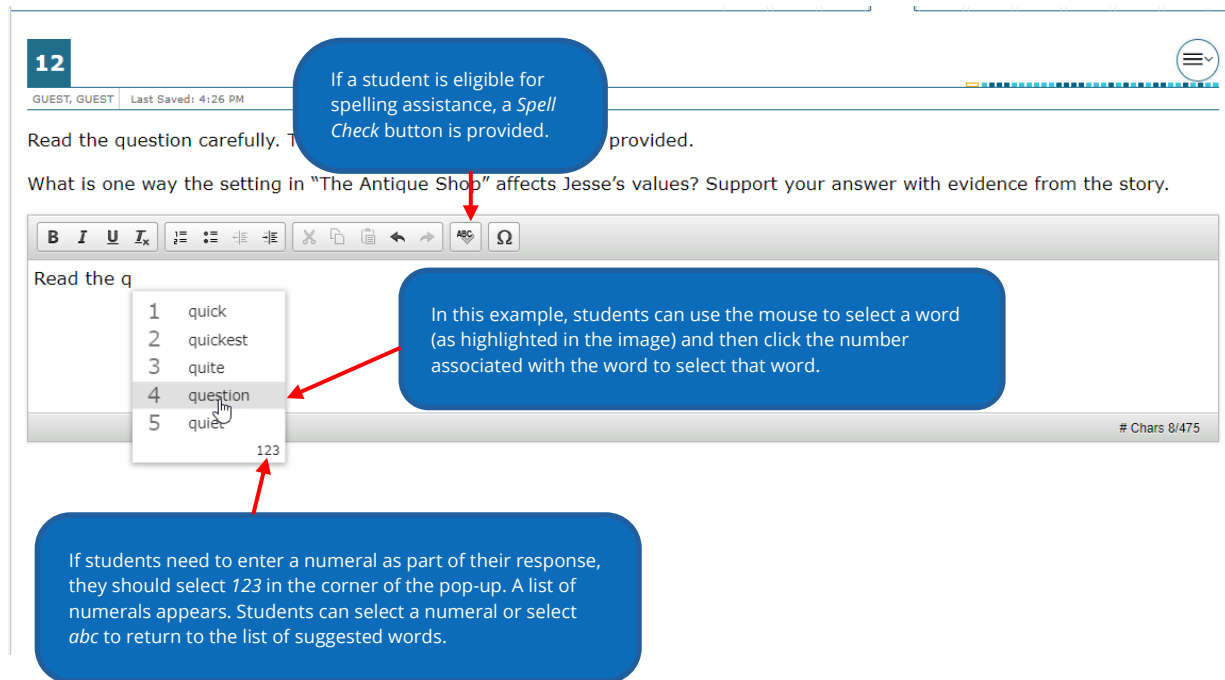 12
GUEST, GUEST Last Saved: 4:26 PM
If a student is eligible for
spelling assistance, a Spell
Check button is provided.
Read the question carefully. T provided.
What is one way the setting in “The Antique Shop” affects Jesse’s values? Support your answer with evidence from the story.
B I U Ix ABC Ω
Read the q
1 quick
2 quickest
3 quite
4 question
5 quiet
123
In this example, students can use the mouse to select a word
(as highlighted in the image) and then click the number
associated with the word to select that word.
# Chars 8/475
If students need to enter a numeral as part of their response,
they should select 123 in the corner of the pop-up. A list of
numerals appears. Students can select a numeral or select
abc to return to the list of suggested words.